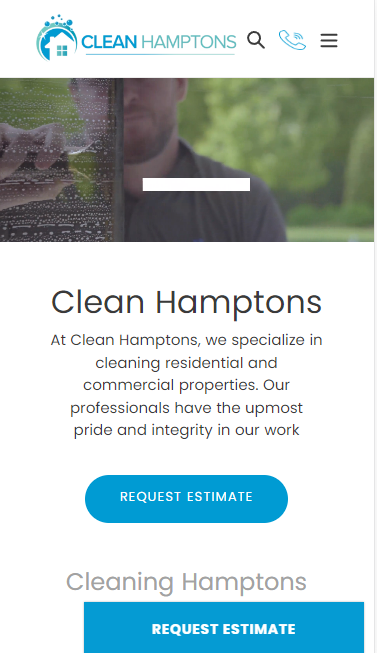 CLEAN HAMPTONS
Clean Hamptons
At Clean Hamptons, we specialize in
cleaning residential and
commercial properties. Our
professionals have the upmost
pride and integrity in our work
REQUEST ESTIMATE
Cleaning Hamptons
REQUEST ESTIMATE